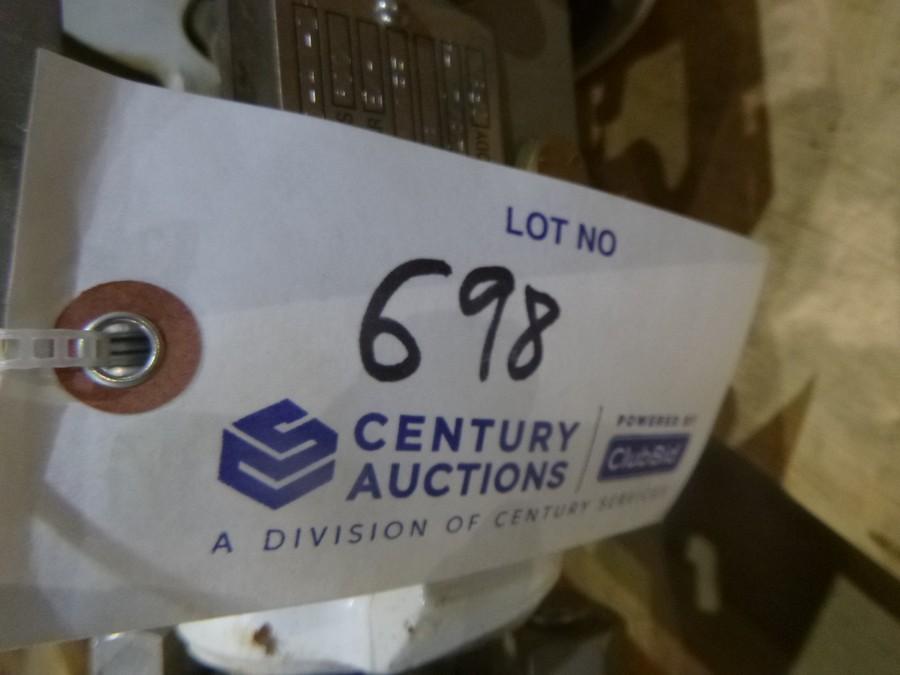 LOT NO
698
CENTURY AUCTIONS
POWERED BY
ClubBid
A DIVISION OF CENTURY SERVICES